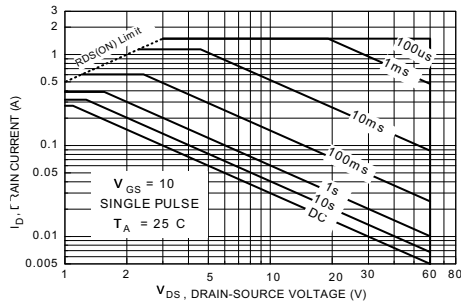 2
1
0.5
0.1
0.05
0.01
0.005
I D, DRAIN CURRENT (A)
RDS(ON) Limit
100us
1ms
10ms
100ms
1s
10s
DC
V GS = 10
SINGLE PULSE
T A = 25 C
1 2 5 10 20 30 60 80
V DS , DRAIN-SOURCE VOLTAGE (V)